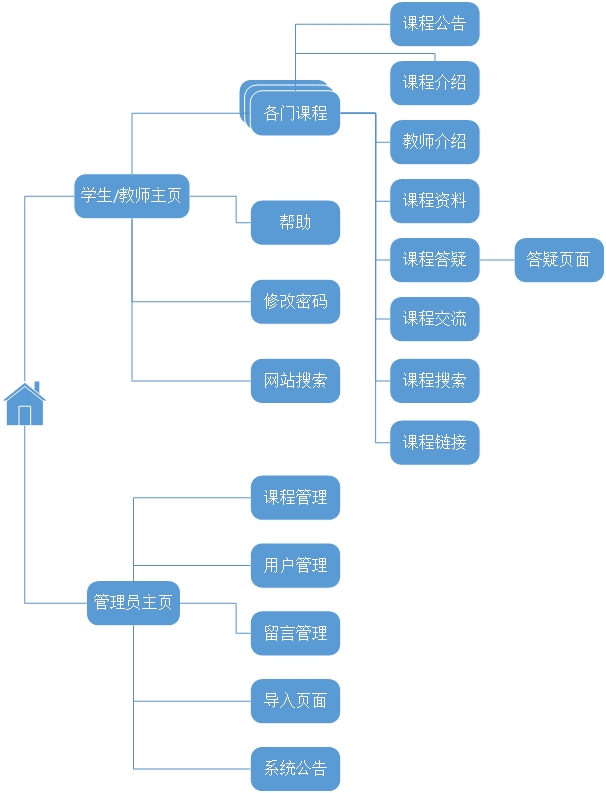 课程公告
课程介绍
各门课程
教师介绍
学生/教师主页
课程资料
帮助
课程答疑
答疑页面
修改密码
课程交流
网站搜索
课程搜索
课程链接
课程管理
用户管理
管理员主页
留言管理
导入页面
系统公告